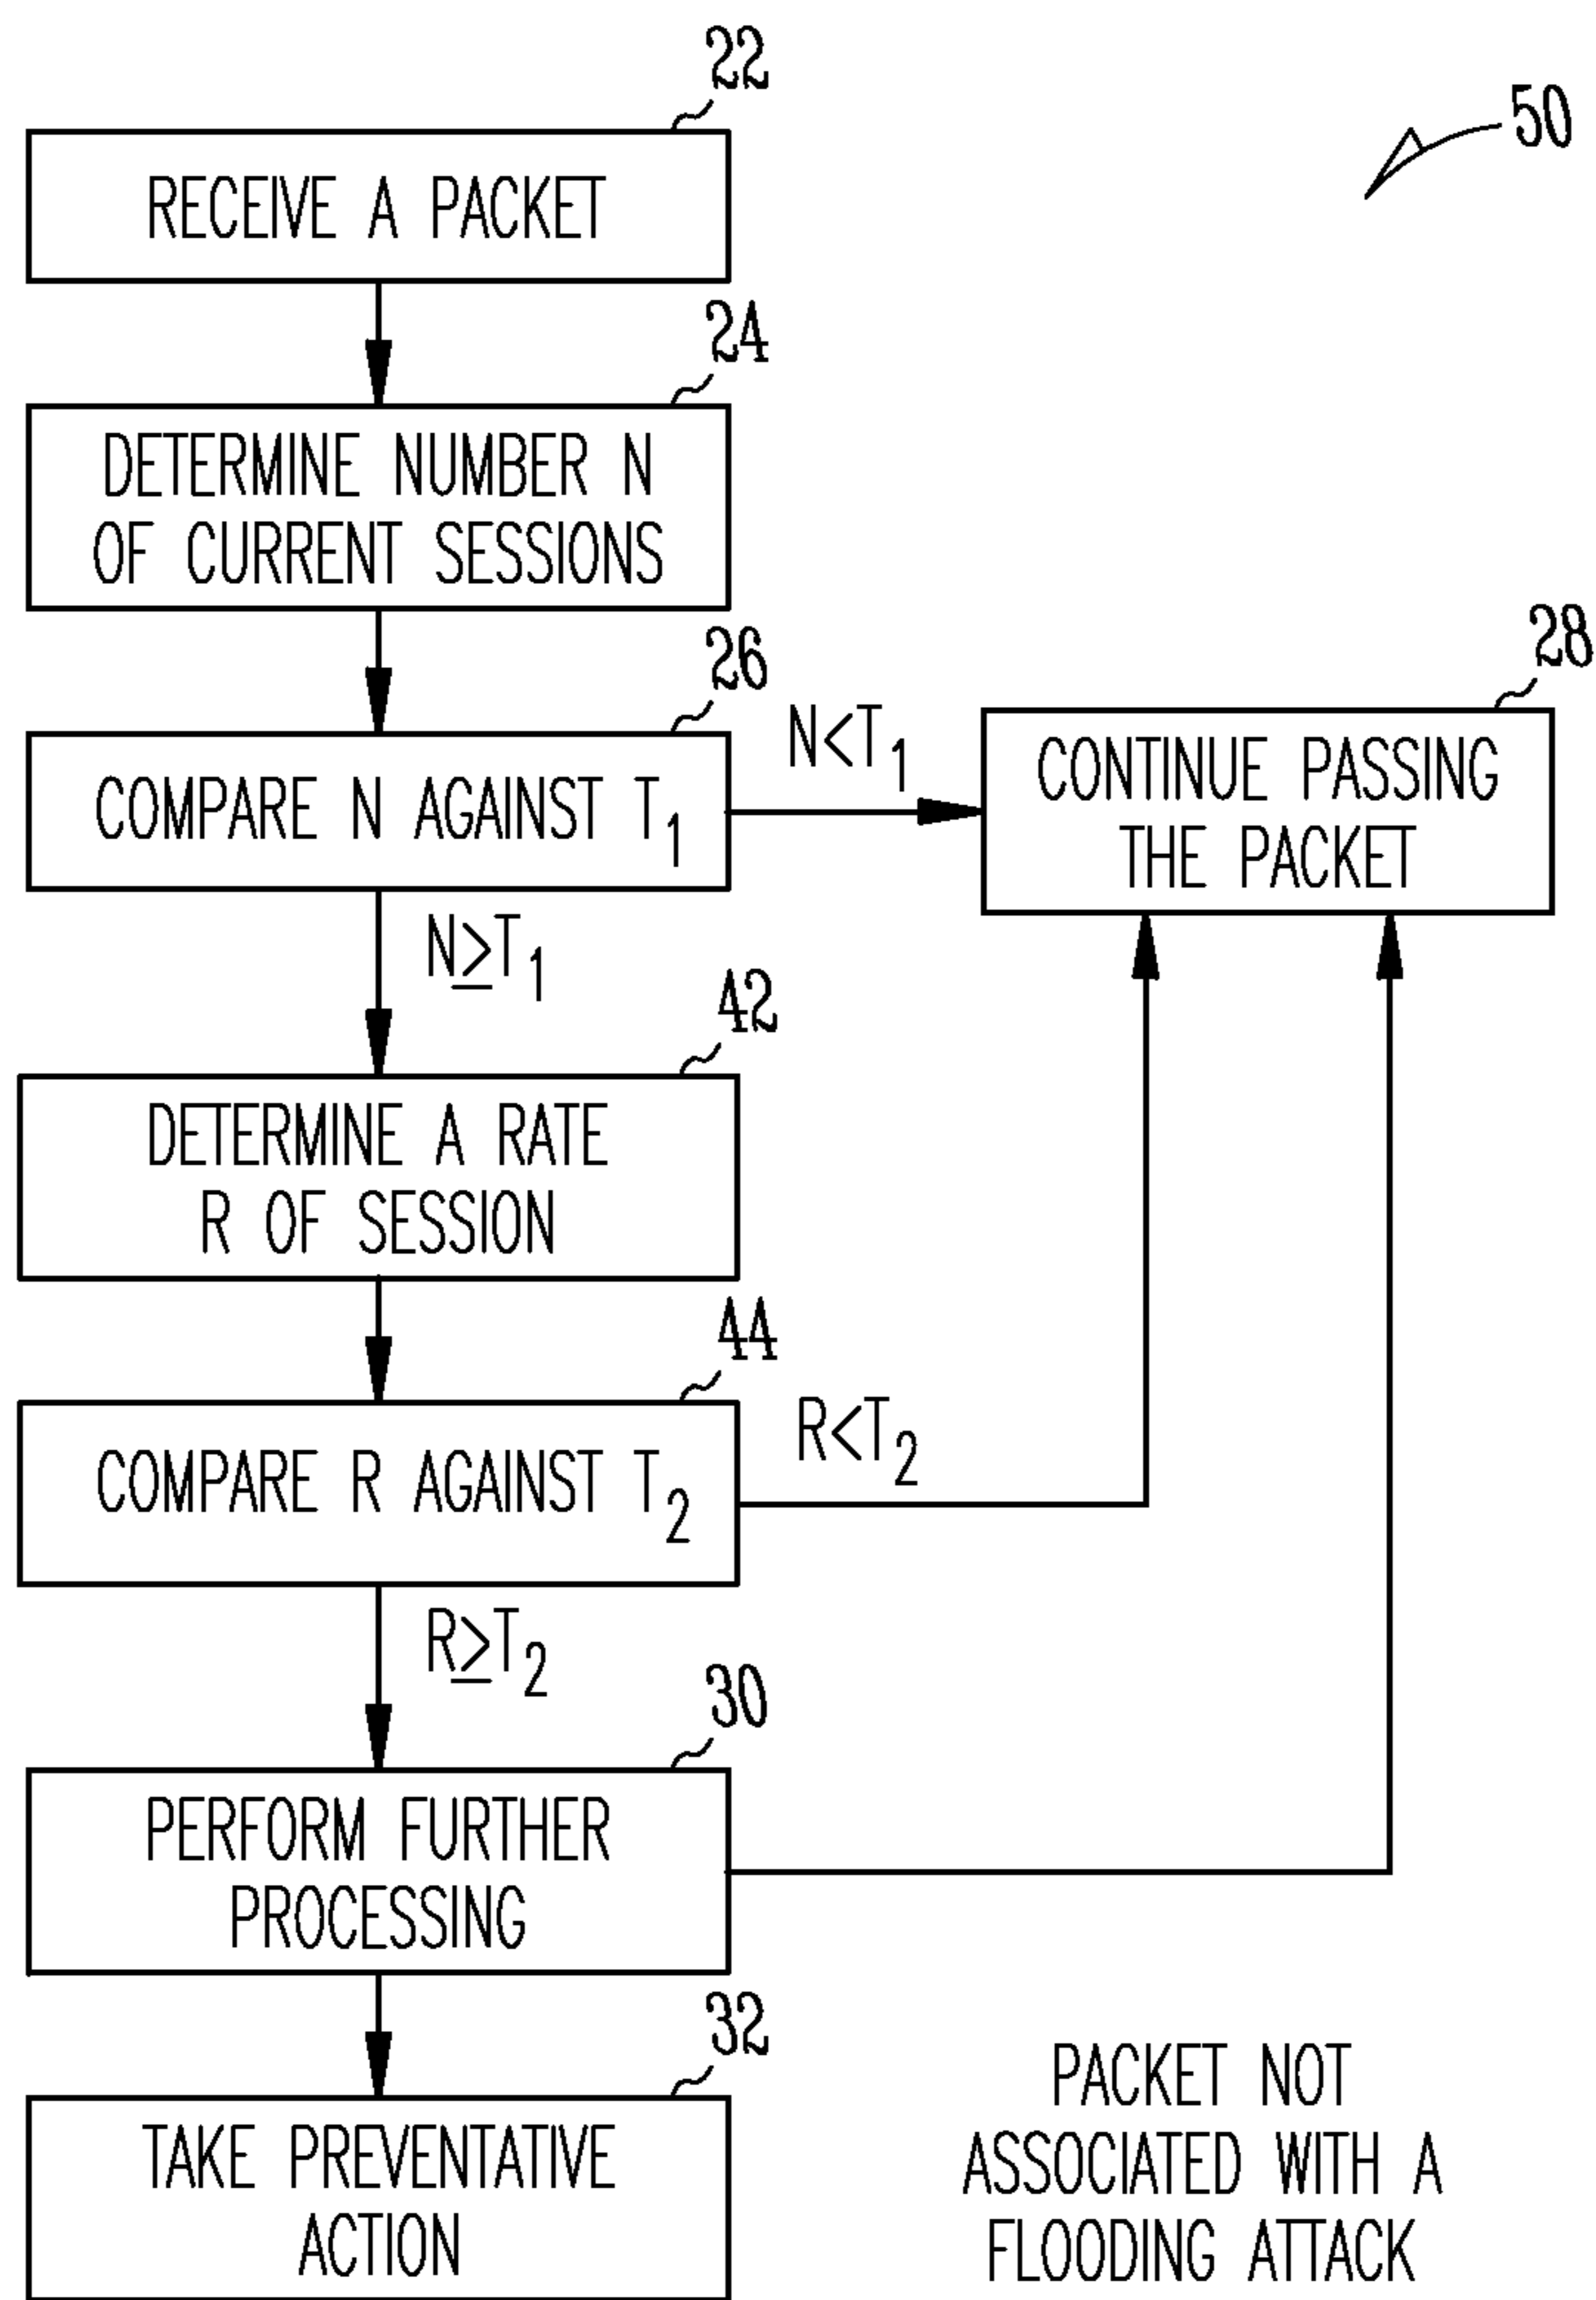 22
50
RECEIVE A PACKET
24
DETERMINE NUMBER N
OF CURRENT SESSIONS
26
28
N<T1
COMPARE N AGAINST T1
CONTINUE PASSING
THE PACKET
N≥T1
42
DETERMINE A RATE
R OF SESSION
44
R<T2
COMPARE R AGAINST T2
R≥T2
30
PERFORM FURTHER
PROCESSING
32
TAKE PREVENTATIVE
ACTION
PACKET NOT
ASSOCIATED WITH A
FLOODING ATTACK